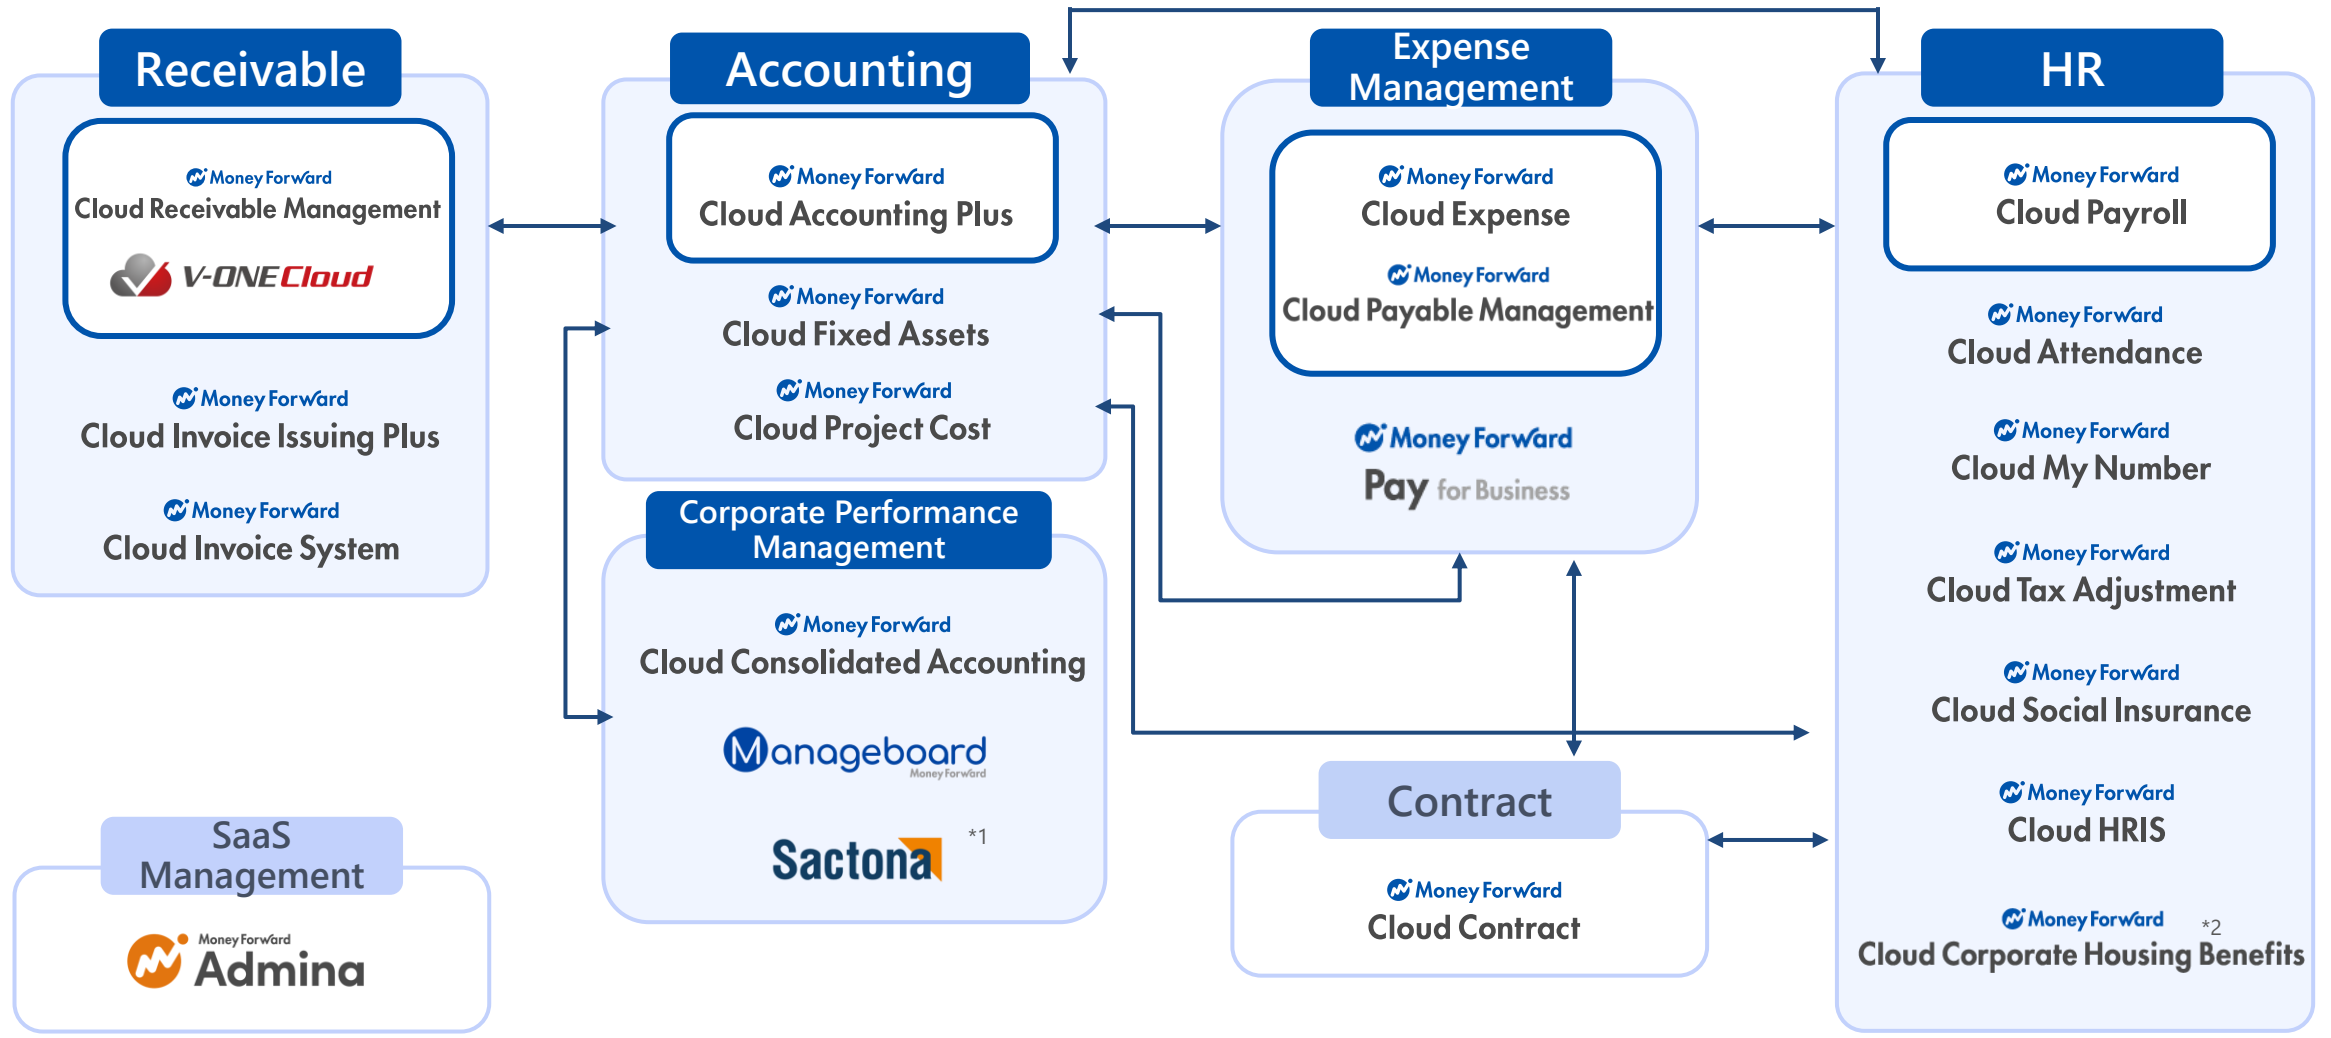 Receivable
Money Forward
Cloud Receivable Management
V-ONE Cloud
Money Forward
Cloud Invoice Issuing Plus
Money Forward
Cloud Invoice System
SaaS
Management
Money Forward
Admina
Accounting
Money Forward
Cloud Accounting Plus
Money Forward
Cloud Fixed Assets
Money Forward
Cloud Project Cost
Corporate Performance
Management
Money Forward
Cloud Consolidated Accounting
Manageboard
Money Forward
Sactona *1
Expense
Management
Money Forward
Cloud Expense
Money Forward
Cloud Payable Management
Money Forward
Pay for Business
Contract
Money Forward
Cloud Contract
HR
Money Forward
Cloud Payroll
Money Forward
Cloud Attendance
Money Forward
Cloud My Number
Money Forward
Cloud Tax Adjustment
Money Forward
Cloud Social Insurance
Money Forward
Cloud HRIS
Money Forward *2
Cloud Corporate Housing Benefits